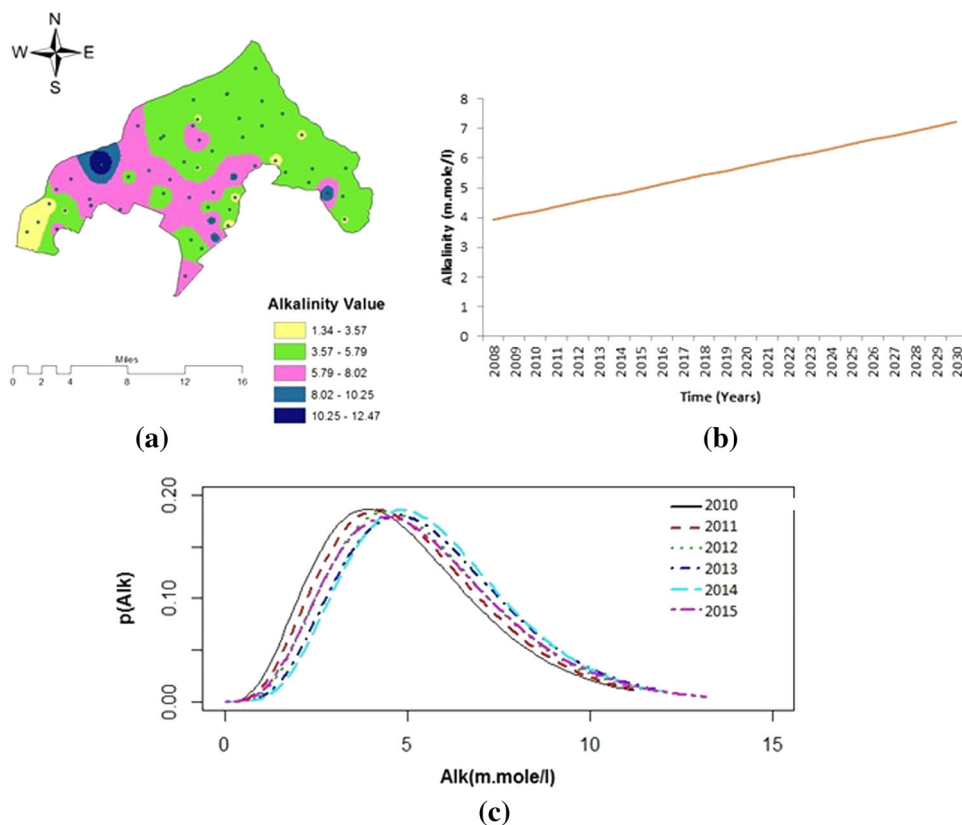 N
W E
S
Alkalinity Value
1.34 - 3.57
3.57 - 5.79
5.79 - 8.02
8.02 - 10.25
10.25 - 12.47
Miles
0 2 4 8 12 16
(a)
8
7
6
5
4
3
2
1
0
Alkalinity (m.mole/l)
2008
2009
2010
2011
2012
2013
2014
2015
2016
2017
2018
2019
2020
2021
2022
2023
2024
2025
2026
2027
2028
2029
2030
Time (Years)
(b)
0.20
0.10
0.00
p(Alk)
2010
2011
2012
2013
2014
2015
0 5 10 15
Alk(m.mole/l)
(c)